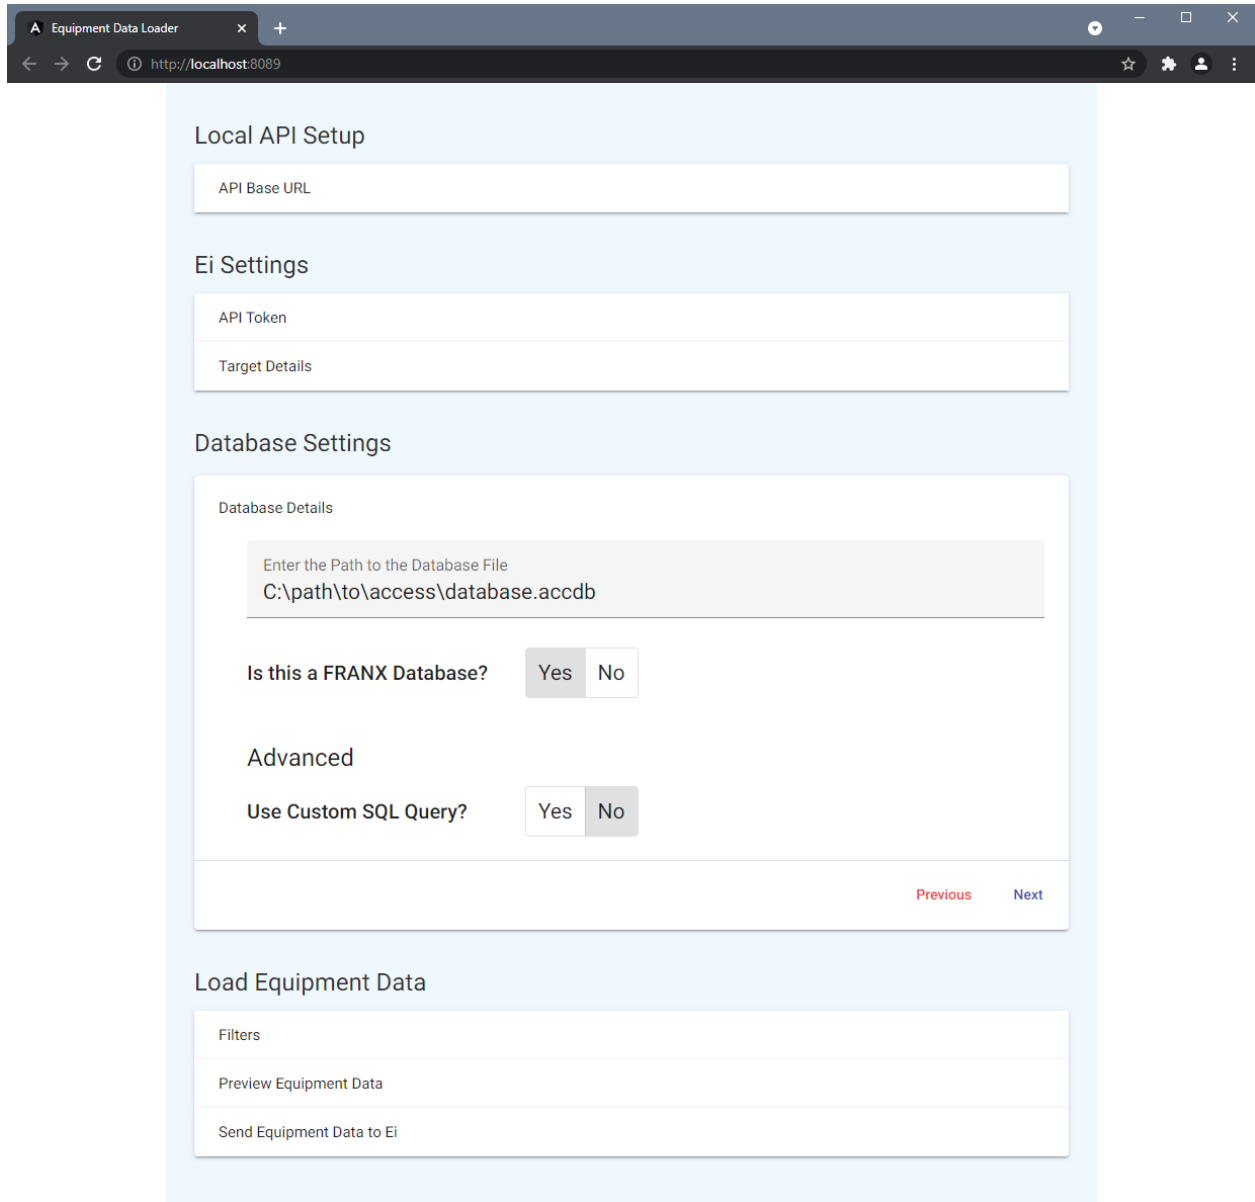 Equipment Data Loader
http://localhost:8089
Local API Setup
API Base URL
Ei Settings
API Token
Target Details
Database Settings
Database Details
Enter the Path to the Database File
C:\path\to\access\database.accdb
Is this a FRANX Database? Yes No
Advanced
Use Custom SQL Query? Yes No
Previous Next
Load Equipment Data
Filters
Preview Equipment Data
Send Equipment Data to Ei